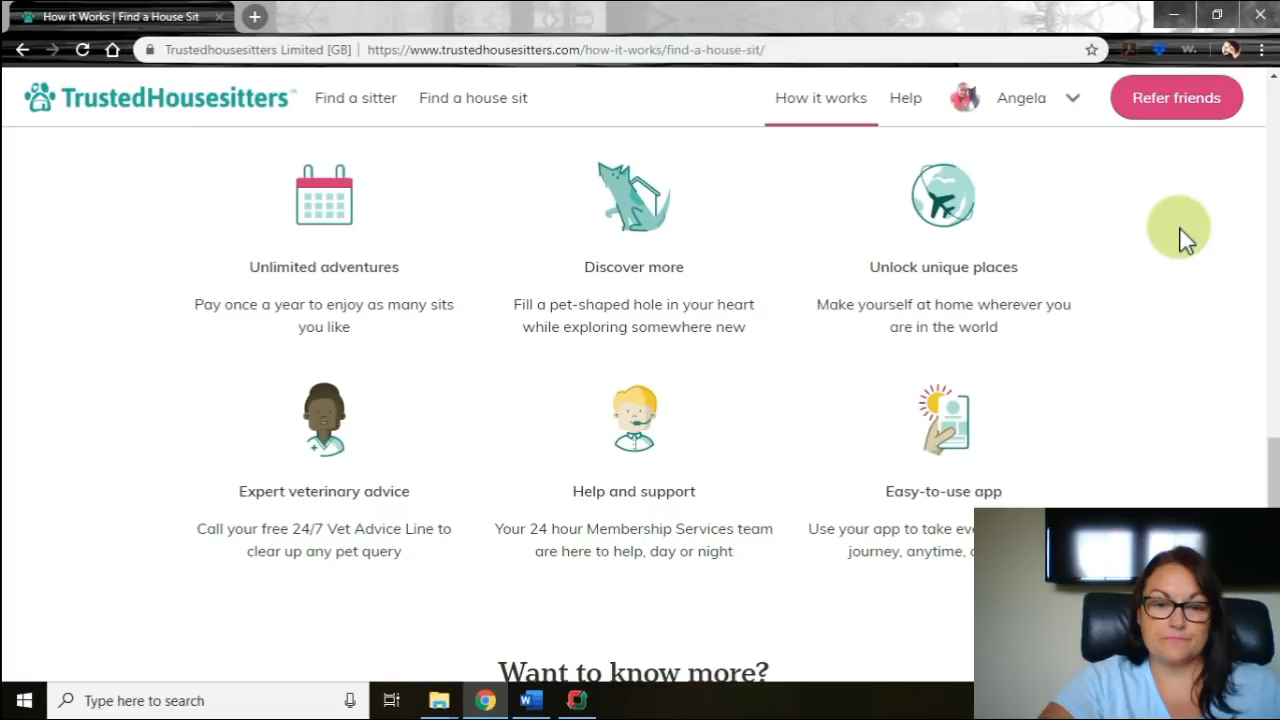 How it Works | Find a House Sit
Trustedhousesitters Limited [GB] | https://www.trustedhousesitters.com/how-it-works/find-a-house-sit/
W.
TrustedHousesitters™ Find a sitter Find a house sit How it works Help Angela Refer friends
Unlimited adventures
Pay once a year to enjoy as many sits
you like
Discover more
Fill a pet-shaped hole in your heart
while exploring somewhere new
Unlock unique places
Make yourself at home wherever you
are in the world
Expert veterinary advice
Call your free 24/7 Vet Advice Line to
clear up any pet query
Help and support
Your 24 hour Membership Services team
are here to help, day or night
Easy-to-use app
Use your app to take
journey, anytime,
Want to know more?
Type here to search